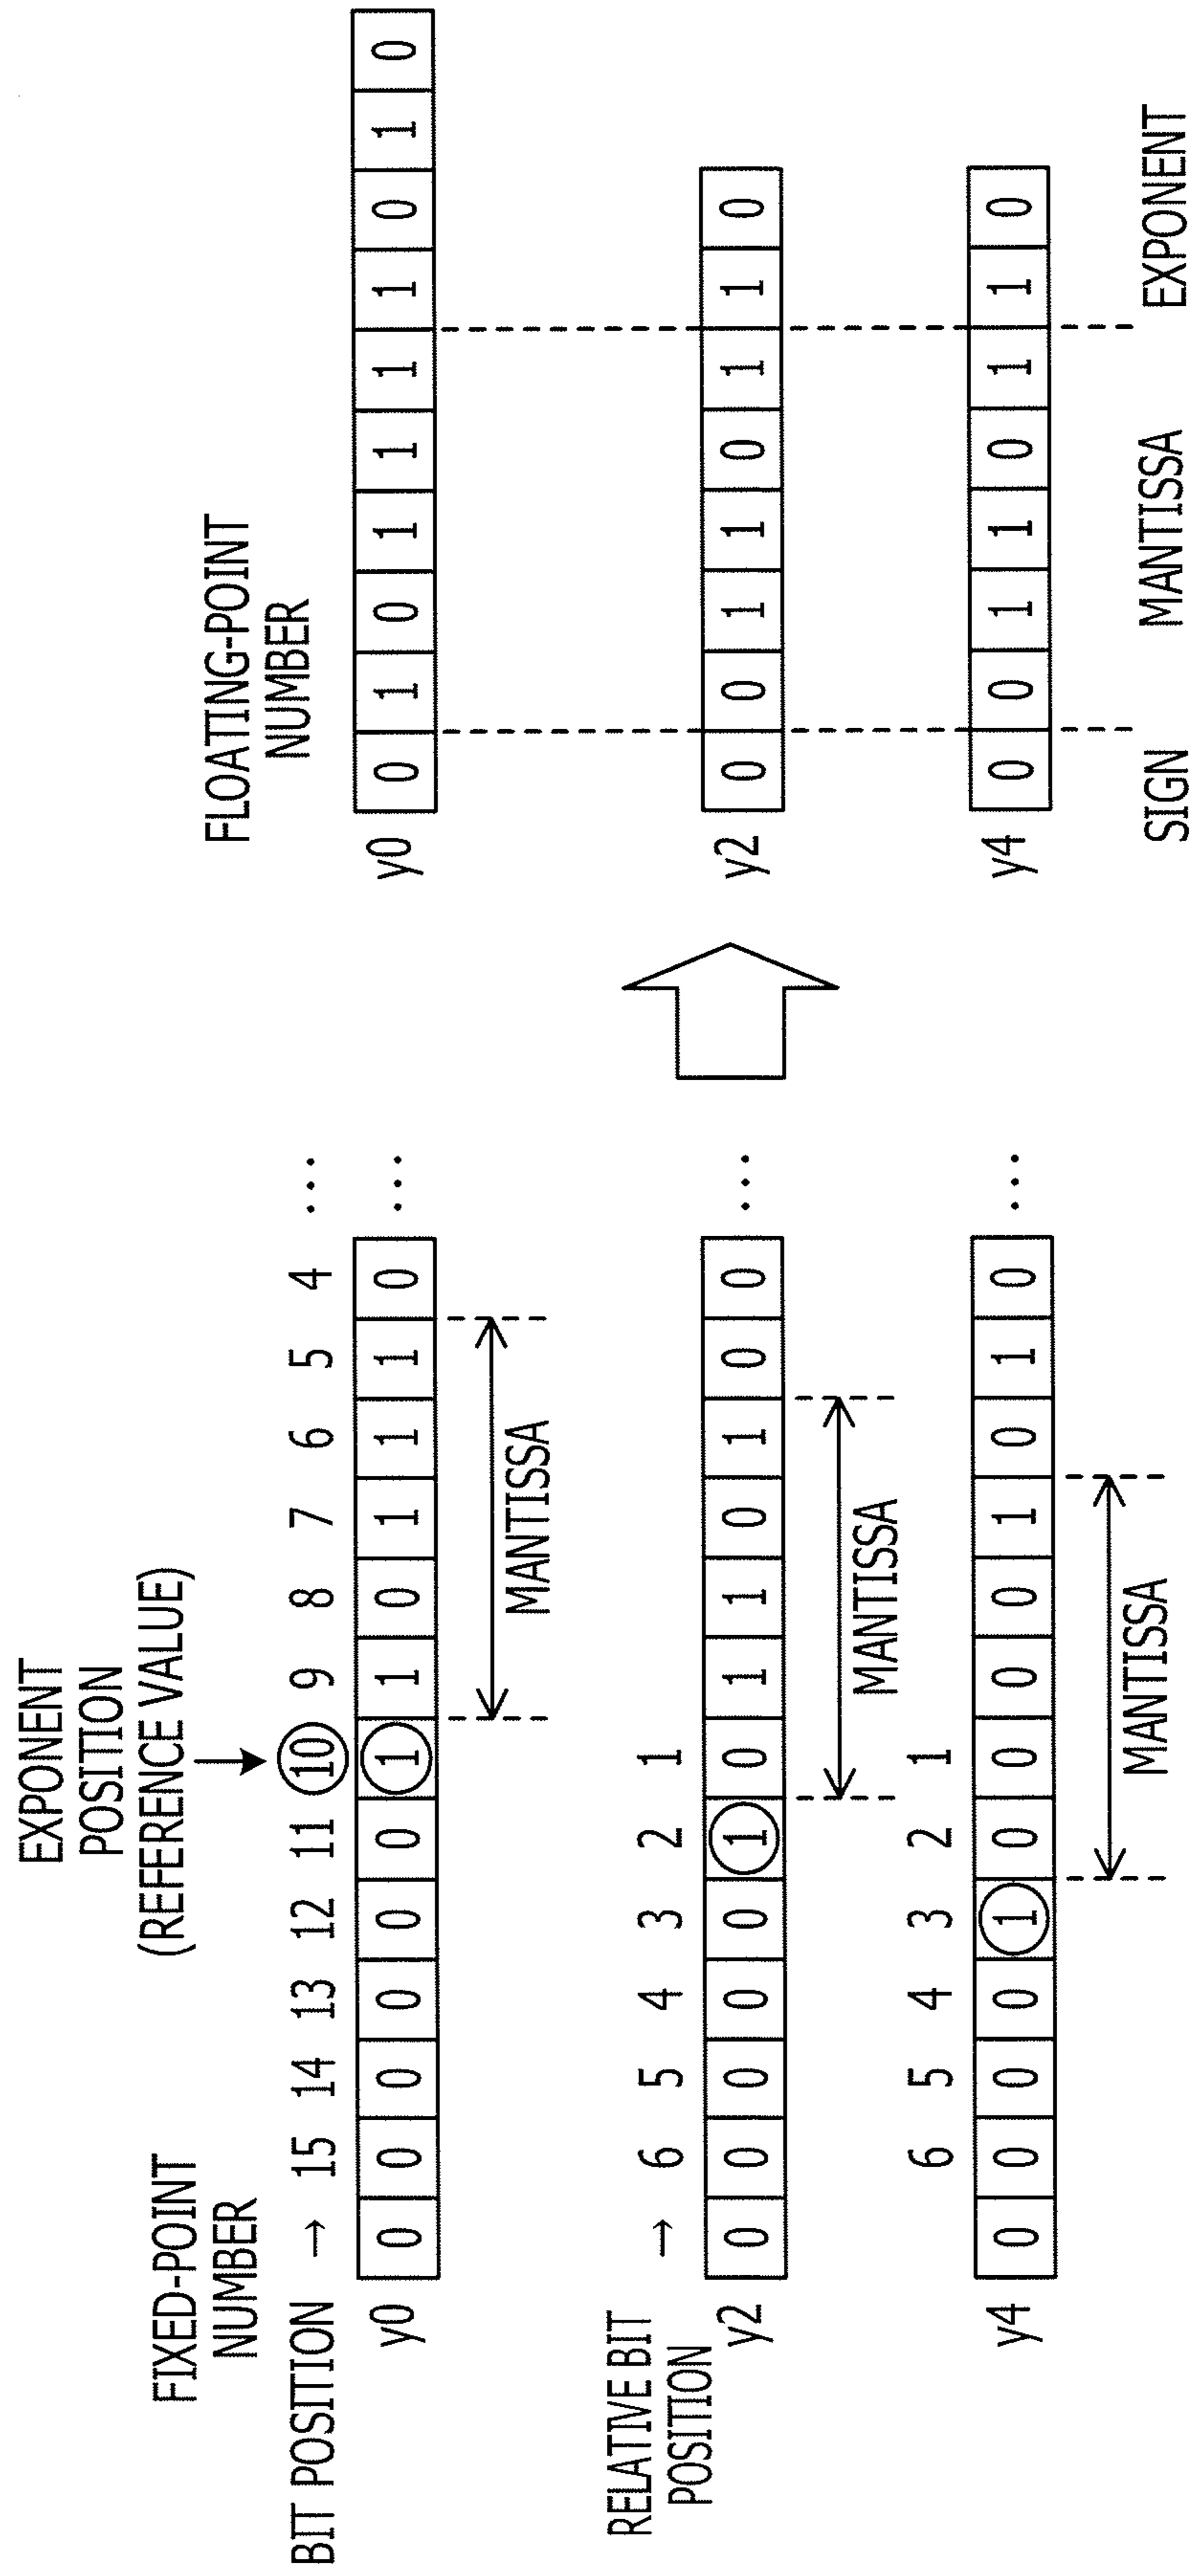 EXPONENT
POSITION
(REFERENCE VALUE)
FIXED-POINT
NUMBER
BIT POSITION → 15 14 13 12 11 10 9 8 7 6 5 4 ...
y0 0 0 0 0 0 0 1 1 0 1 1 1 0 ...
MANTISSA
RELATIVE BIT
POSITION
→ 6 5 4 3 2 1
y2 0 0 0 0 0 1 0 1 1 0 1 0 0 ...
MANTISSA
6 5 4 3 2 1
y4 0 0 0 0 1 0 0 0 0 1 0 1 0 ...
MANTISSA
FLOATING-POINT
NUMBER
y0 0 1 0 1 1 1 1 0 1 0
y2 0 0 1 1 0 1 1 0
y4 0 0 1 1 0 1 1 0
SIGN MANTISSA EXPONENT